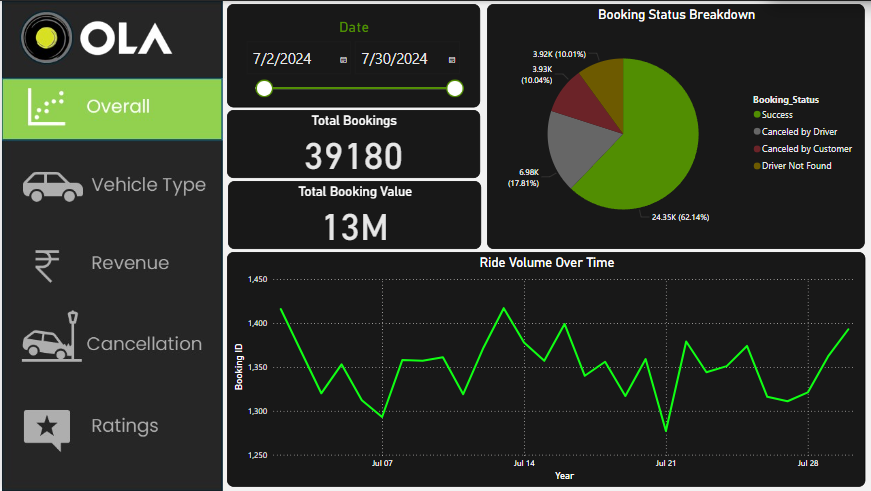 OLA
Overall
Vehicle Type
Revenue
Cancellation
Ratings
Date
7/2/2024 7/30/2024
Total Bookings
39180
Total Booking Value
13M
Booking Status Breakdown
3.92K (10.01%)
3.93K
(10.04%)
6.98K
(17.81%)
24.35K (62.14%)
Booking_Status
Success
Canceled by Driver
Canceled by Customer
Driver Not Found
Ride Volume Over Time
Booking ID
1,450
1,400
1,350
1,300
1,250
Jul 07 Jul 14 Jul 21 Jul 28
Year